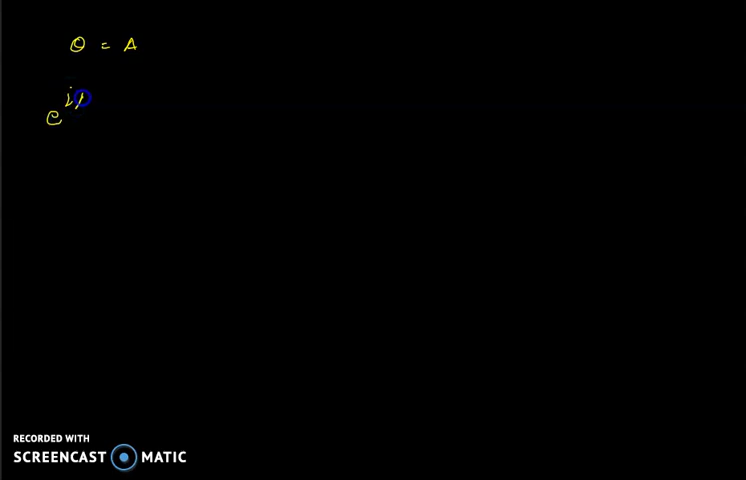 θ = A
e^i
RECORDED WITH
SCREENCAST MATIC